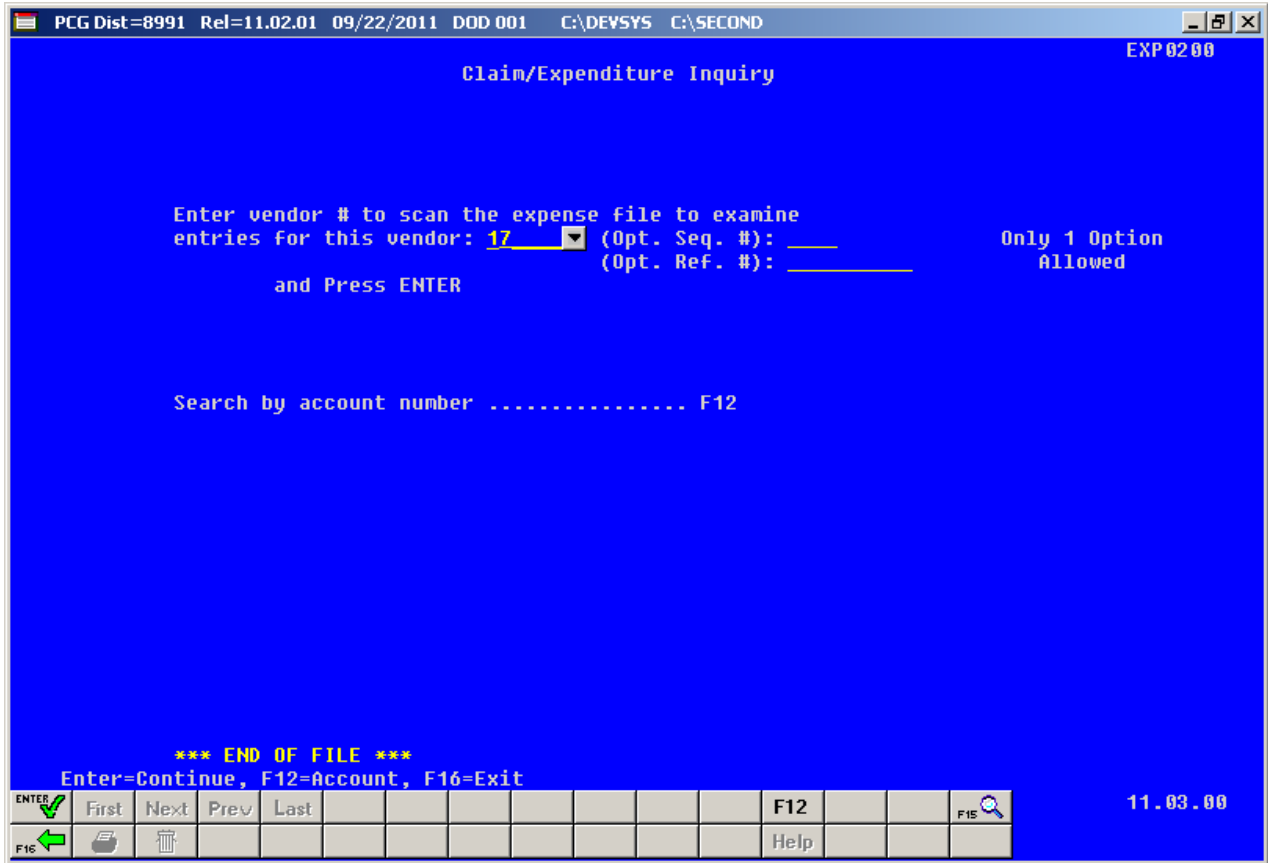 PCG Dist=8991 Rel=11.02.01 09/22/2011 DOD 001 C:\DEVSYS C:\SECOND
EXP0200
Claim/Expenditure Inquiry
Enter vendor # to scan the expense file to examine
entries for this vendor: 17 (Opt. Seq. #): ____ Only 1 Option
(Opt. Ref. #): __________ Allowed
and Press ENTER
Search by account number ................ F12
*** END OF FILE ***
Enter=Continue, F12=Account, F16=Exit
ENTER First Next Prev Last F12 F15 11.03.00
F16 Help